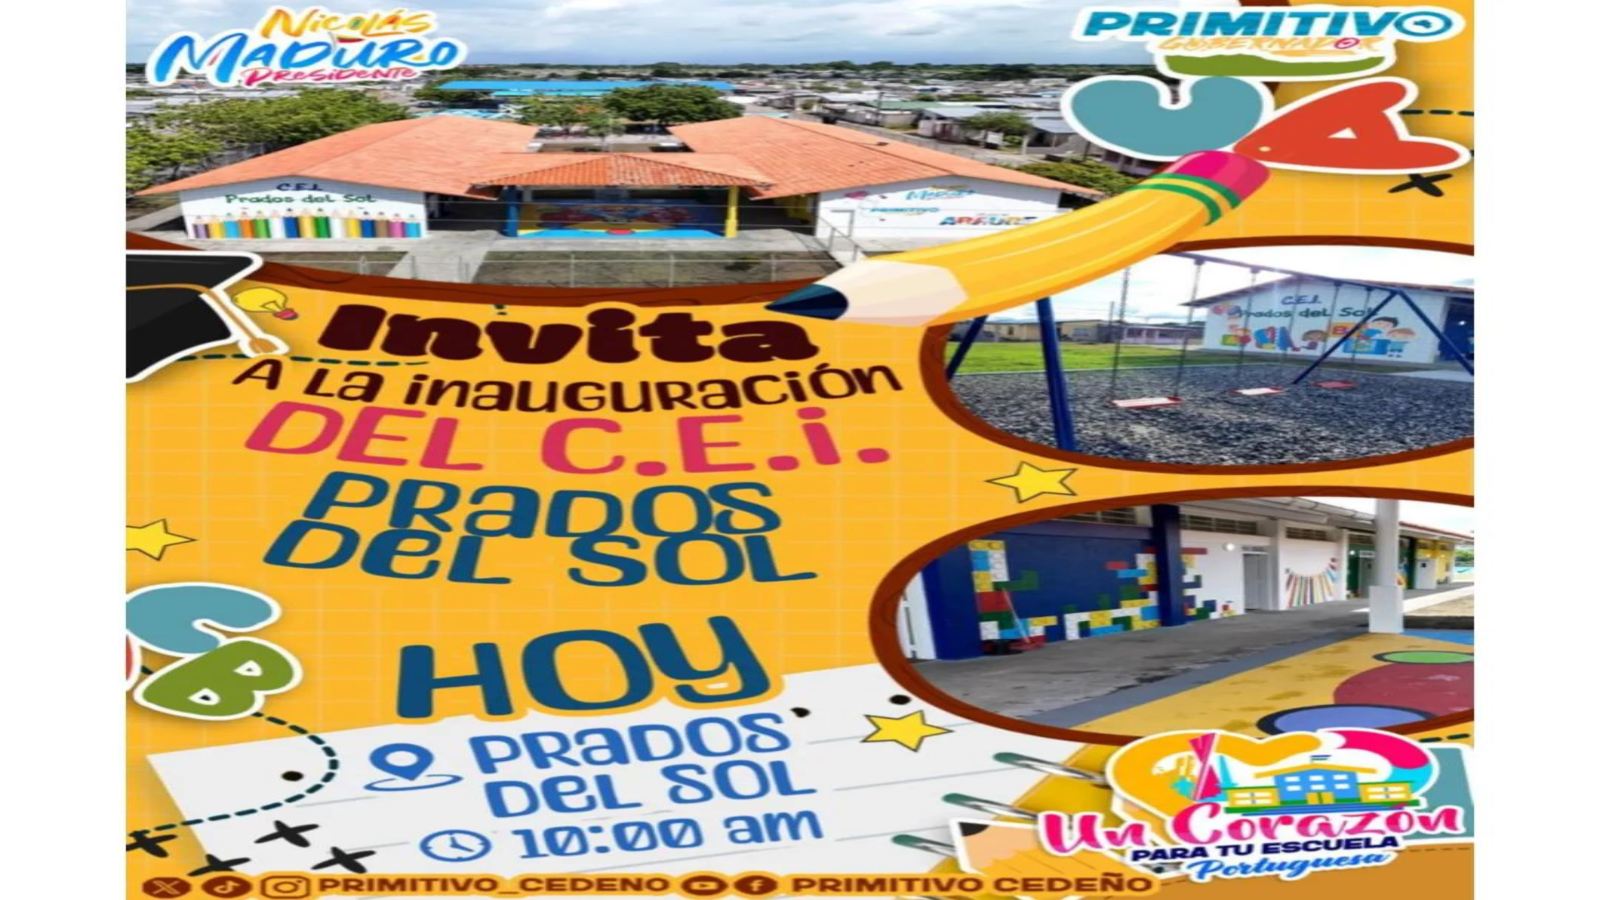 Nicolás
MADURO
PRESIDENTE
PRIMITIVO
GOBERNADOR
C.E.I.
Prados del Sol
PRIMITIVO
C.E.I.
Prados del Sol
Invita
A LA inauguración
DEL C.E.i.
PRADOS
DEL SOL
HOY
PRADOS
DEL SOL
10:00 am
Un Corazón
PARA TU ESCUELA
Portuguesa
PRIMITIVO_CEDENO
PRIMITIVO CEDEÑO